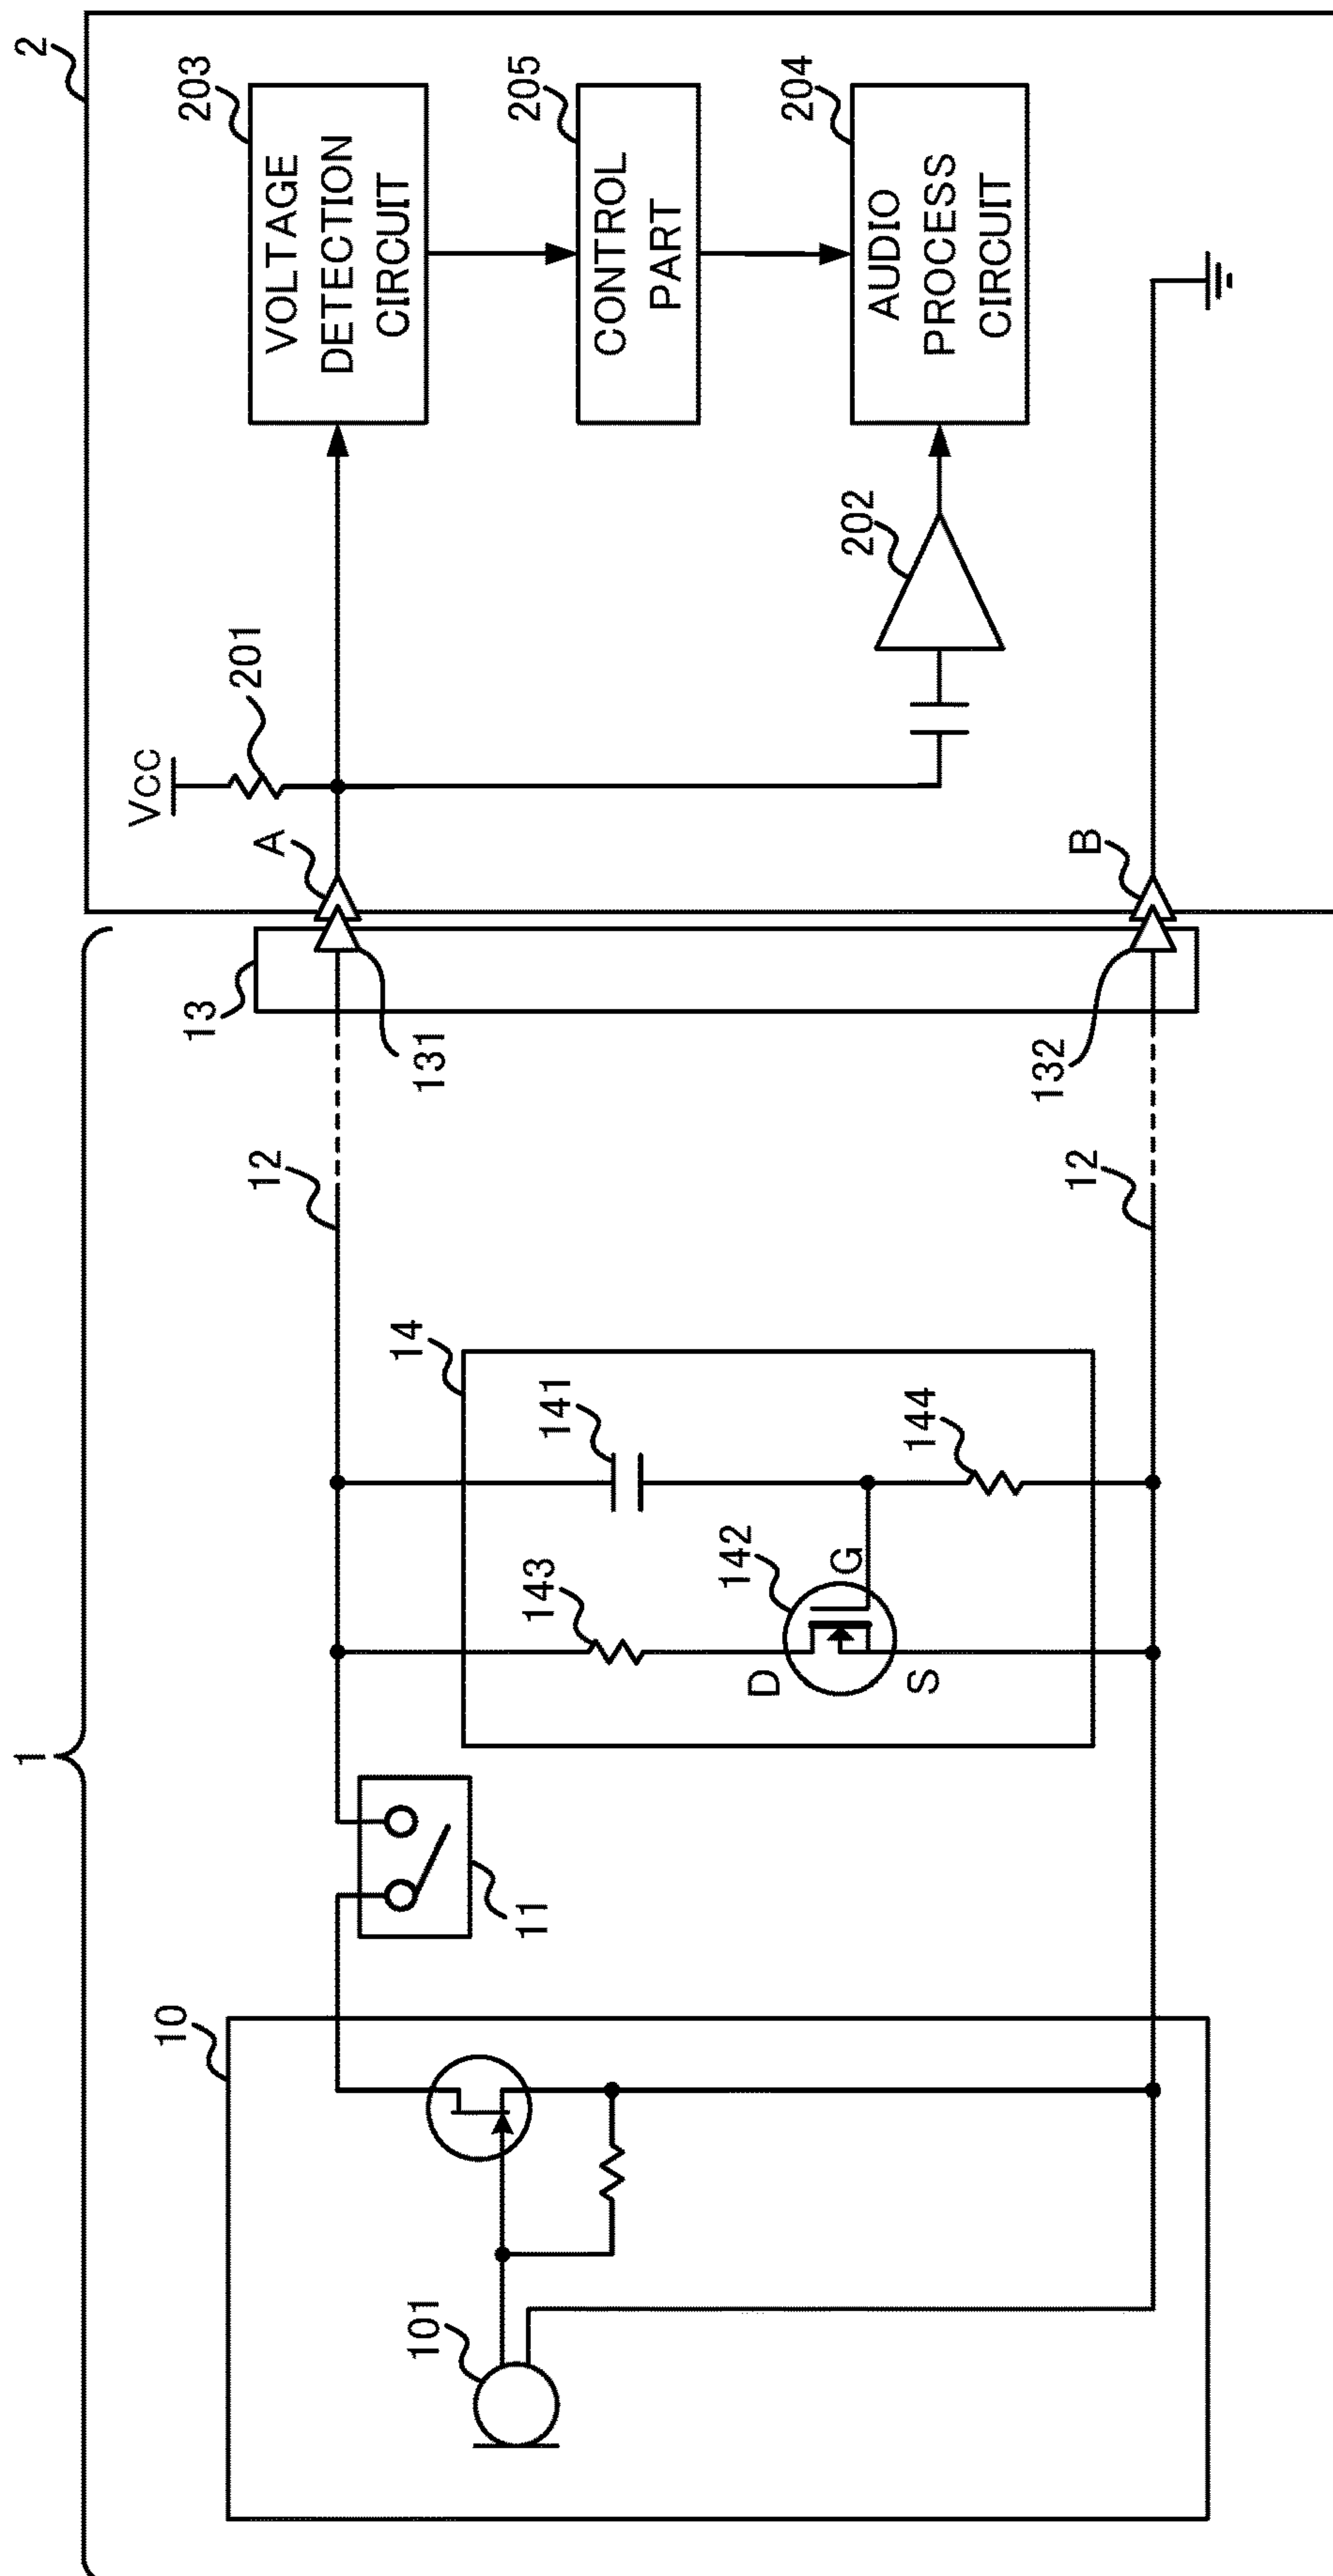 1
2
10
101
11
14
143
142
D
G
S
141
144
12
12
13
131
132
A
B
Vcc
201
202
203
VOLTAGE
DETECTION
CIRCUIT
205
CONTROL
PART
204
AUDIO
PROCESS
CIRCUIT